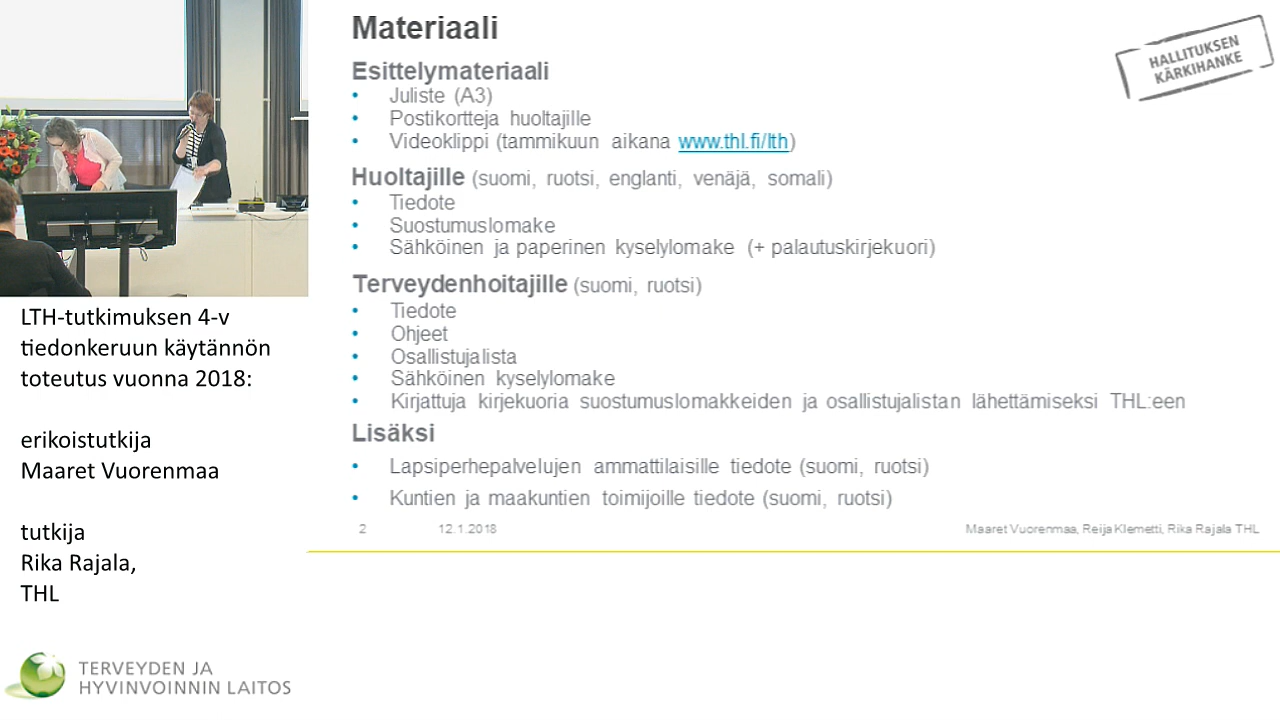 Materiaali
HALLITUKSEN
KÄRKIHANKE
Esittelymateriaali
• Juliste (A3)
• Postikortteja huoltajille
• Videoklippi (tammikuun aikana www.thl.fi/lth)
Huoltajille (suomi, ruotsi, englanti, venäjä, somali)
• Tiedote
• Suostumuslomake
• Sähköinen ja paperinen kyselylomake (+ palautuskirjekuori)
Terveydenhoitajille (suomi, ruotsi)
• Tiedote
• Ohjeet
• Osallistujalista
• Sähköinen kyselylomake
• Kirjattuja kirjekuoria suostumuslomakkeiden ja osallistujalistan lähettämiseksi THL:een
Lisäksi
• Lapsiperhepalvelujen ammattilaisille tiedote (suomi, ruotsi)
• Kuntien ja maakuntien toimijoille tiedote (suomi, ruotsi)
2 12.1.2018 Maaret Vuorenmaa, Reija Klemetti, Rika Rajala THL
LTH-tutkimuksen 4-v
tiedonkeruun käytännön
toteutus vuonna 2018:
erikoistutkija
Maaret Vuorenmaa
tutkija
Rika Rajala,
THL
TERVEYDEN JA
HYVINVOINNIN LAITOS